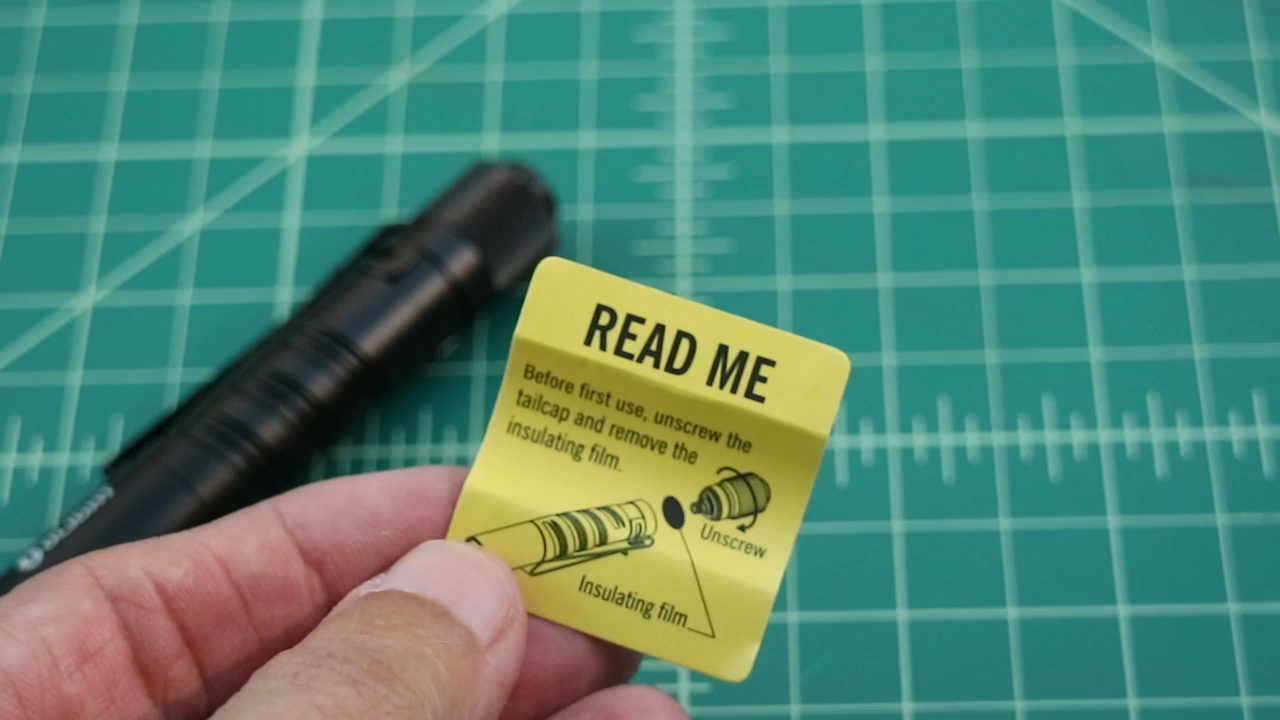 READ ME
Before first use, unscrew the
tailcap and remove the
insulating film.
Unscrew
Insulating film